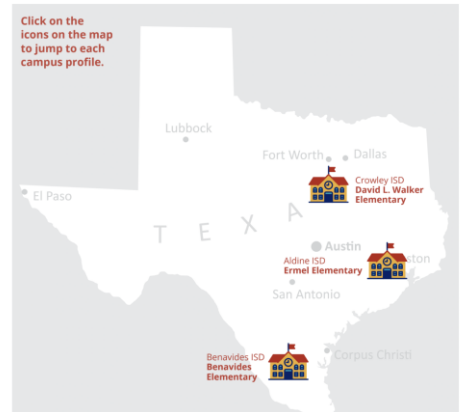 Click on the
icons on the map
to jump to each
campus profile.
Lubbock
Fort Worth
Dallas
El Paso
Crowley ISD
David L. Walker
Elementary
T E X A
Austin
Aldine ISD
Ermel Elementary
ston
San Antonio
Benavides ISD
Benavides
Elementary
Corpus Christi